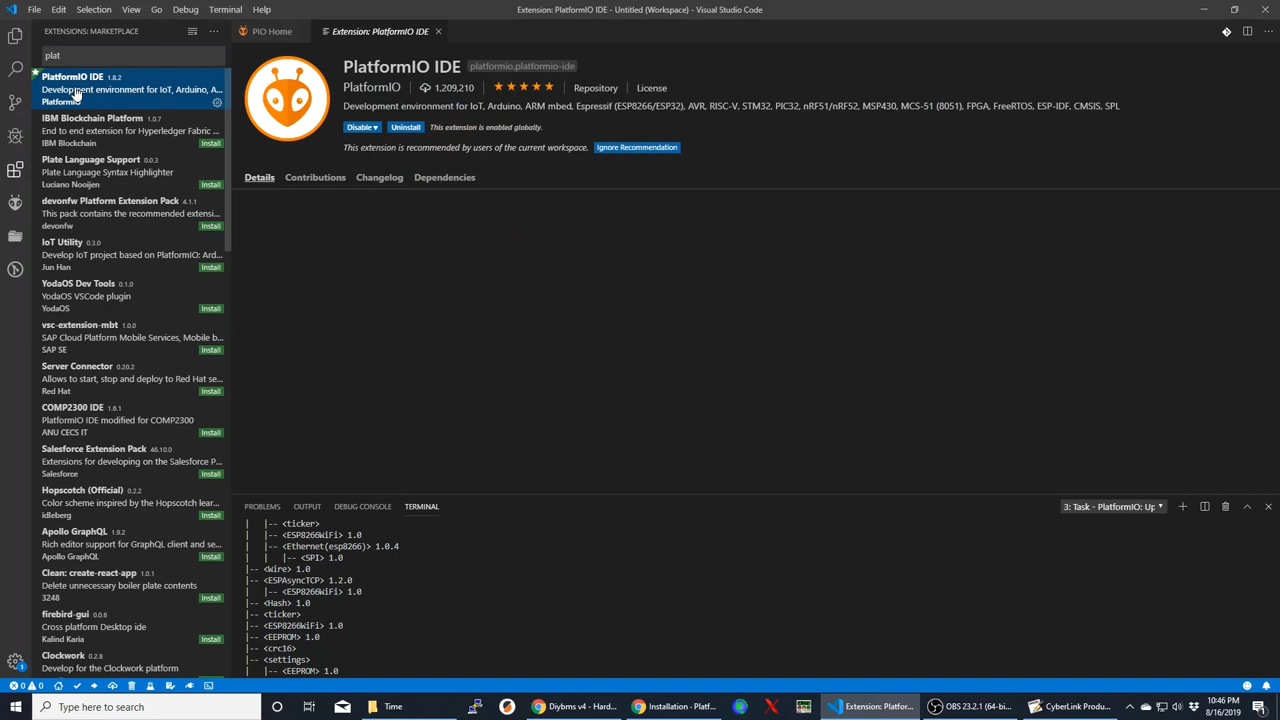 File Edit Selection View Go Debug Terminal Help
Extension: PlatformIO IDE - Untitled (Workspace) - Visual Studio Code
EXTENSIONS: MARKETPLACE
PIO Home
Extension: PlatformIO IDE
plat
PlatformIO IDE 1.8.2
Development environment for IoT, Arduino, A...
PlatformIO
IBM Blockchain Platform 1.0.7
End to end extension for Hyperledger Fabric ...
IBM Blockchain
Install
Plate Language Support 0.0.3
Plate Language Syntax Highlighter
Luciano Nooijen
Install
devonfw Platform Extension Pack 4.1.1
This pack contains the recommended extensi...
devonfw
Install
IoT Utility 0.3.0
Develop IoT project based on PlatformIO: Ard...
Jun Han
Install
YodaOS Dev Tools 0.1.0
YodaOS VSCode plugin
YodaOS
Install
vsc-extension-mbt 1.0.0
SAP Cloud Platform Mobile Services, Mobile b...
SAP SE
Install
Server Connector 0.20.2
Allows to start, stop and deploy to Red Hat se...
Red Hat
Install
COMP2300 IDE 1.6.1
PlatformIO IDE modified for COMP2300
ANU CECS IT
Install
Salesforce Extension Pack 46.10.0
Extensions for developing on the Salesforce P...
Salesforce
Install
Hopscotch (Official) 0.2.2
Color scheme inspired by the Hopscotch lear...
idleberg
Install
Apollo GraphQL 1.9.2
Rich editor support for GraphQL client and se...
Apollo GraphQL
Install
Clean: create-react-app 1.0.1
Delete unnecessary boiler plate contents
3248
Install
firebird-gui 0.0.6
Cross platform Desktop ide
Kalind Karia
Install
Clockwork 0.2.8
Develop for the Clockwork platform
PlatformIO IDE platformio.platformio-ide
PlatformIO
1,209,210
Repository
License
Development environment for IoT, Arduino, ARM mbed, Espressif (ESP8266/ESP32), AVR, RISC-V, STM32, PIC32, nRF51/nRF52, MSP430, MCS-51 (8051), FPGA, FreeRTOS, ESP-IDF, CMSIS, SPL
Disable
Uninstall
This extension is enabled globally.
This extension is recommended by users of the current workspace.
Ignore Recommendation
Details Contributions Changelog Dependencies
PROBLEMS OUTPUT DEBUG CONSOLE TERMINAL
3: Task - PlatformIO: Up
| |-- <ticker>
| |-- <ESP8266WiFi> 1.0
| |-- <Ethernet(esp8266)> 1.0.4
| | |-- <SPI> 1.0
|-- <Wire> 1.0
|-- <ESPAsyncTCP> 1.2.0
| |-- <ESP8266WiFi> 1.0
|-- <Hash> 1.0
|-- <ticker>
|-- <ESP8266WiFi> 1.0
|-- <EEPROM> 1.0
|-- <crc16>
|-- <settings>
| |-- <EEPROM> 1.0
1
0 0
Type here to search
Time
Diybms v4 - Hard...
Installation - Platf...
Extension: Platfor...
OBS 23.2.1 (64-bi...
CyberLink Produc...
10:46 PM
8/16/2019